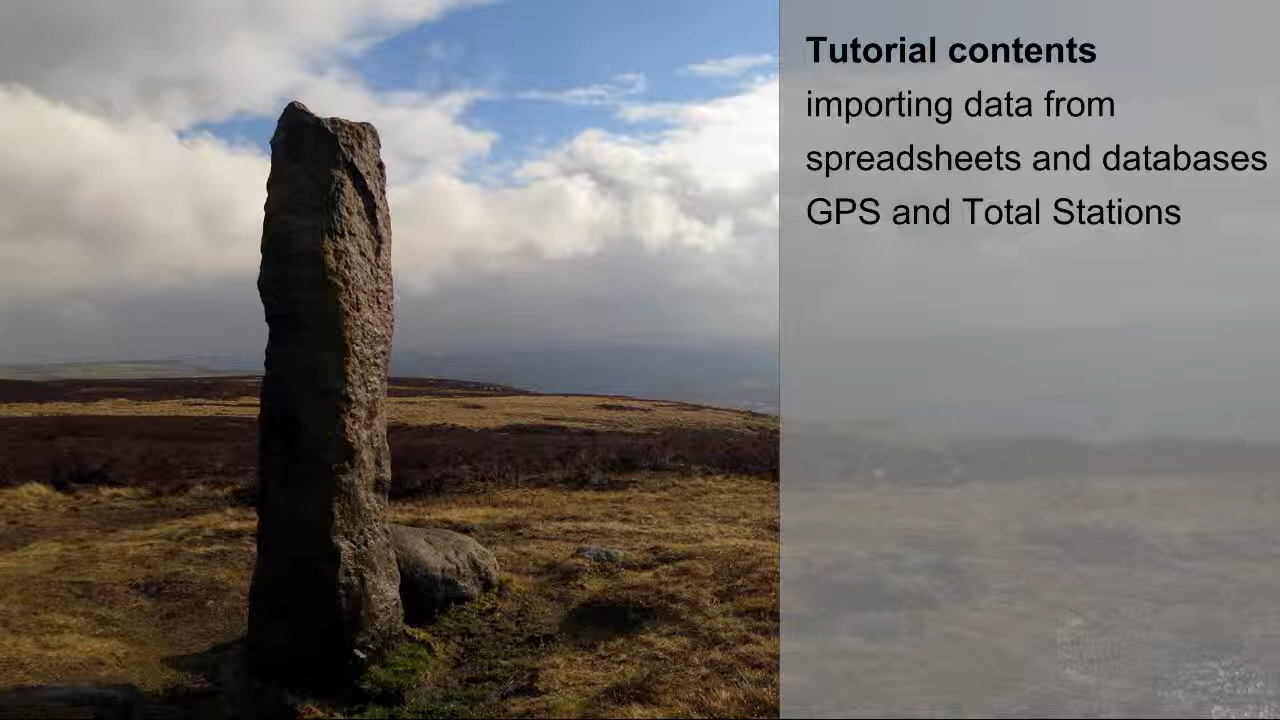 Tutorial contents
importing data from
spreadsheets and databases
GPS and Total Stations